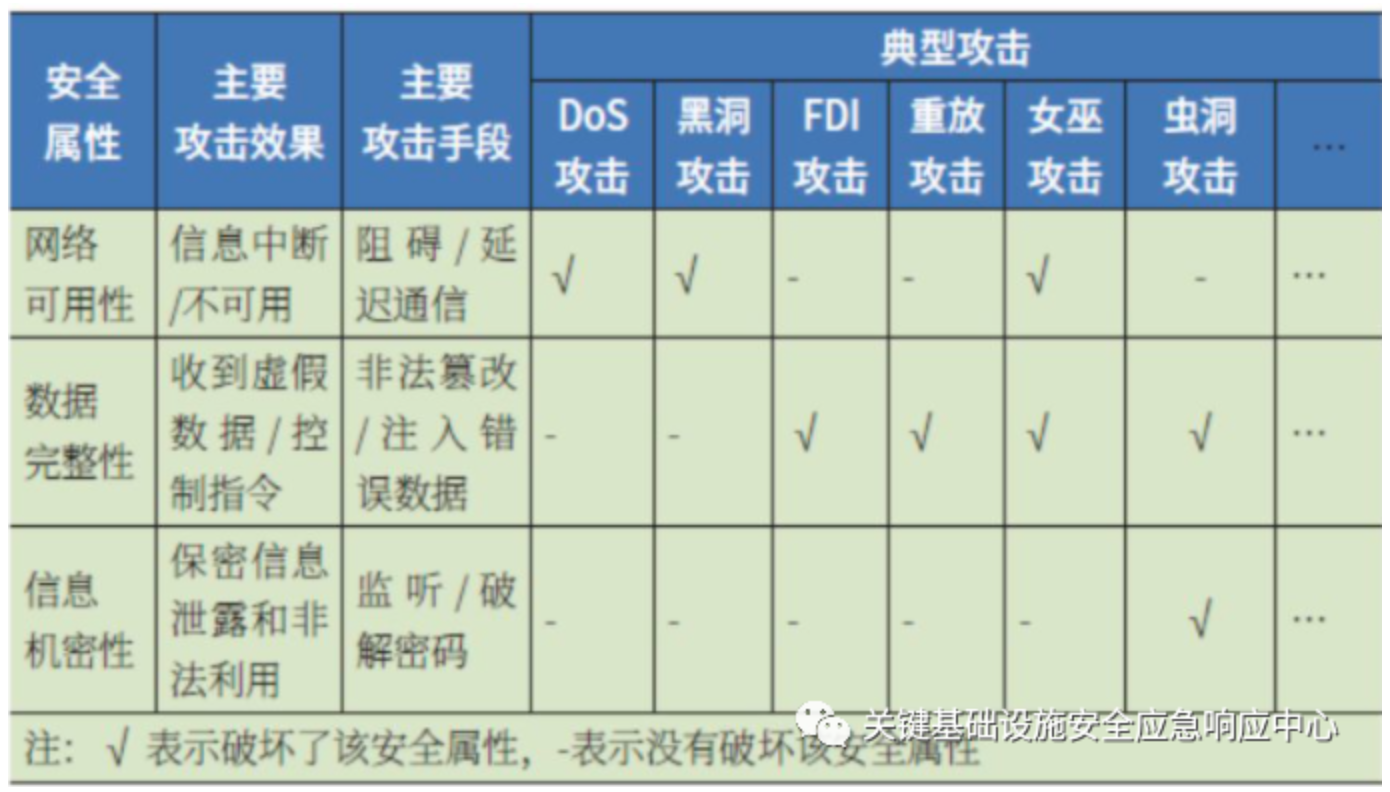 安全
属性
主要
攻击效果
主要
攻击手段
典型攻击
DoS
攻击
黑洞
攻击
FDI
攻击
重放
攻击
女巫
攻击
虫洞
攻击
…
网络
可用性
信息中断
/不可用
阻碍/延
迟通信
√
√
-
-
√
-
…
数据
完整性
收到虚假
数据/控
制指令
非法篡改
/注入错
误数据
-
-
√
√
√
√
…
信息
机密性
保密信息
泄露和非
法利用
监听/破
解密码
-
-
-
-
-
√
…
注：√ 表示破坏了该安全属性，-表示没有破坏该安全属性
关键基础设施安全应急响应中心